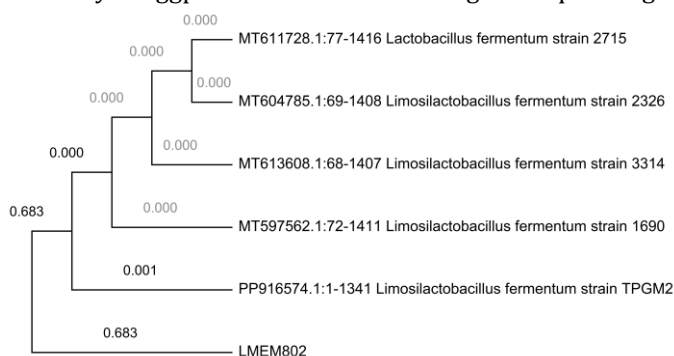 0.000
MT611728.1:77-1416 Lactobacillus fermentum strain 2715
0.000
0.000
MT604785.1:69-1408 Limosilactobacillus fermentum strain 2326
0.000
0.000
MT613608.1:68-1407 Limosilactobacillus fermentum strain 3314
0.000
0.000
MT597562.1:72-1411 Limosilactobacillus fermentum strain 1690
0.683
0.001
PP916574.1:1-1341 Limosilactobacillus fermentum strain TPGM2
0.683
LMEM802